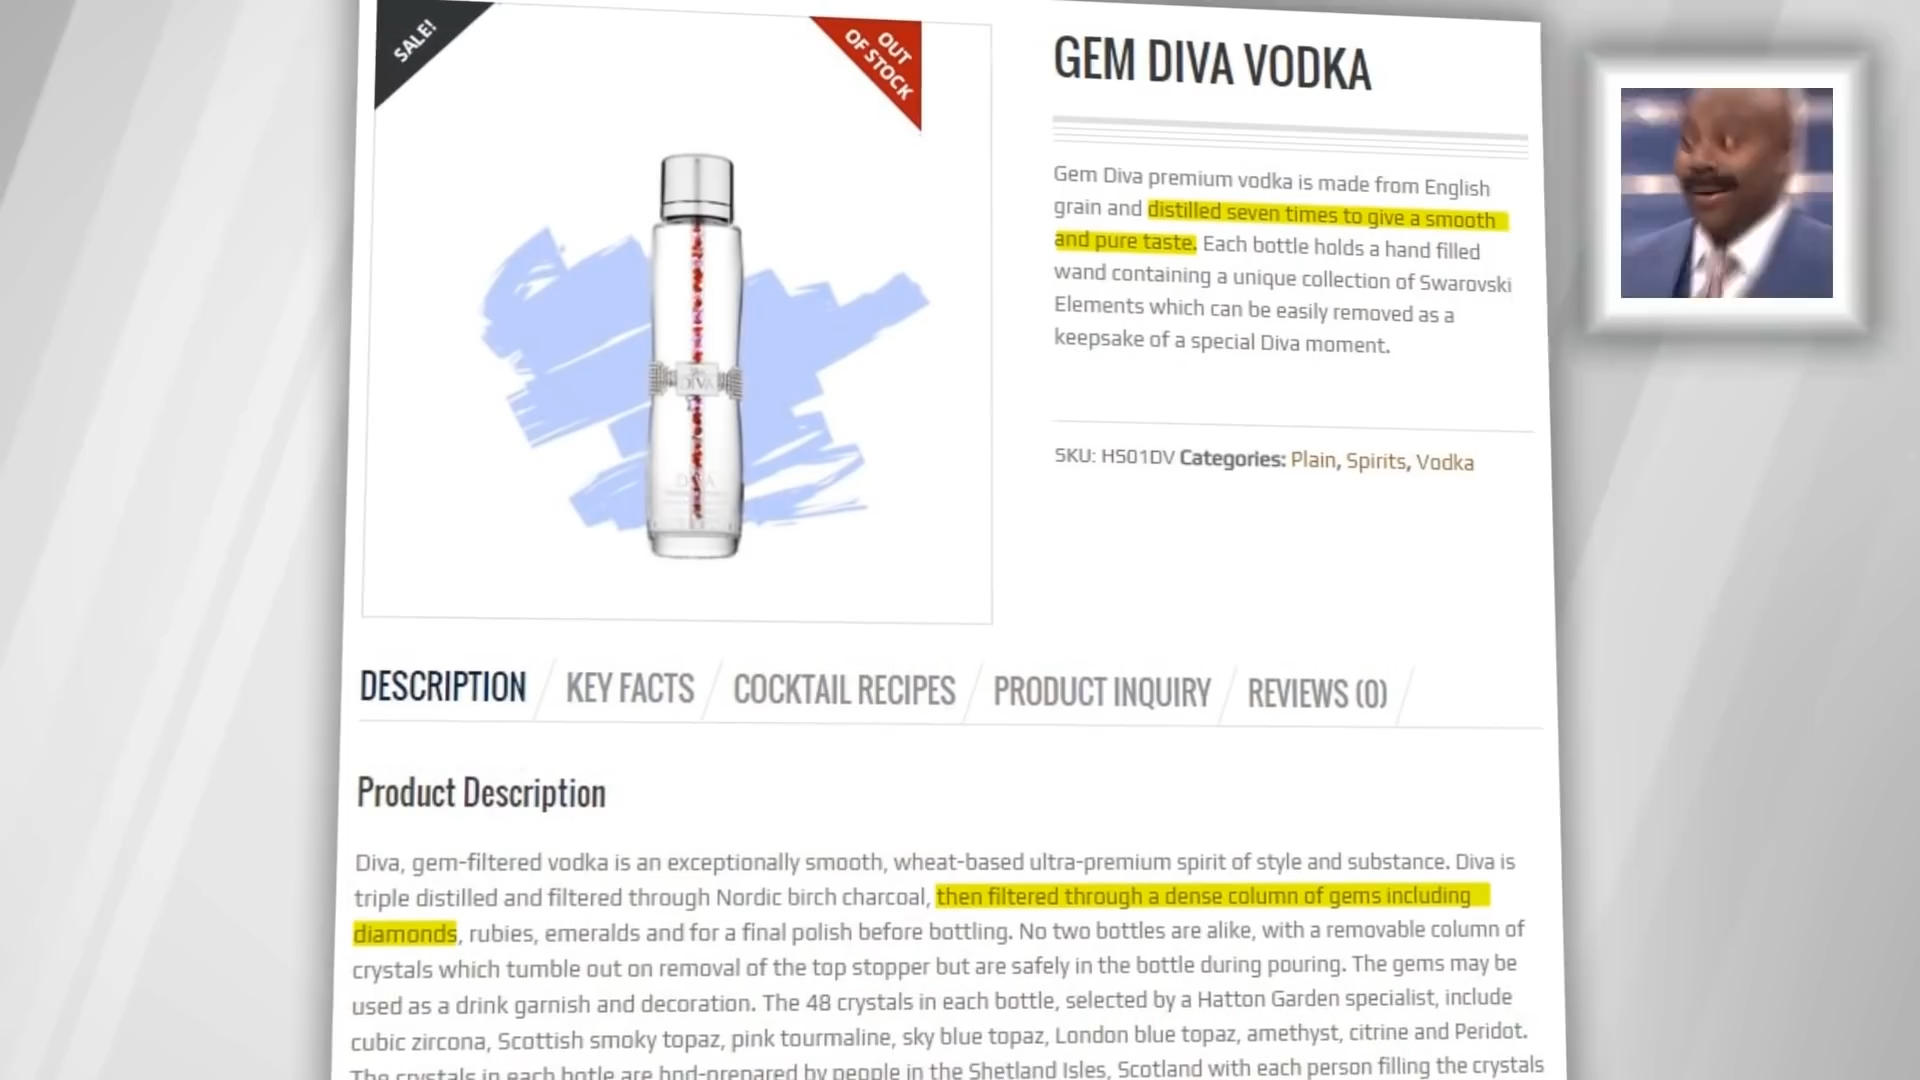 SALE!
OUT
OF STOCK
GEM DIVA VODKA
Gem Diva premium vodka is made from English
grain and distilled seven times to give a smooth
and pure taste. Each bottle holds a hand filled
wand containing a unique collection of Swarovski
Elements which can be easily removed as a
keepsake of a special Diva moment.
SKU: HS01DV Categories: Plain, Spirits, Vodka
DIVA
DIVA
DESCRIPTION
KEY FACTS
COCKTAIL RECIPES
PRODUCT INQUIRY
REVIEWS (0)
Product Description
Diva, gem-filtered vodka is an exceptionally smooth, wheat-based ultra-premium spirit of style and substance. Diva is
triple distilled and filtered through Nordic birch charcoal, then filtered through a dense column of gems including
diamonds, rubies, emeralds and for a final polish before bottling. No two bottles are alike, with a removable column of
crystals which tumble out on removal of the top stopper but are safely in the bottle during pouring. The gems may be
used as a drink garnish and decoration. The 48 crystals in each bottle, selected by a Hatton Garden specialist, include
cubic zircona, Scottish smoky topaz, pink tourmaline, sky blue topaz, London blue topaz, amethyst, citrine and Peridot.
The crystals in each botle are hnd-prepared by people in the Shetland Isles, Scotland with each person filling the crystals